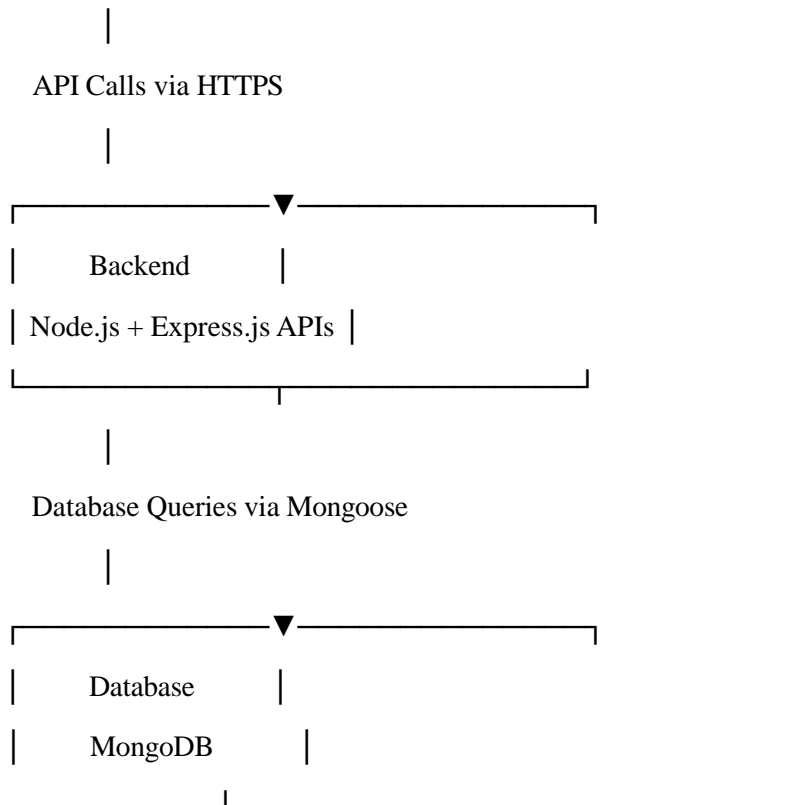 API Calls via HTTPS
Backend
Node.js + Express.js APIs
Database Queries via Mongoose
Database
MongoDB